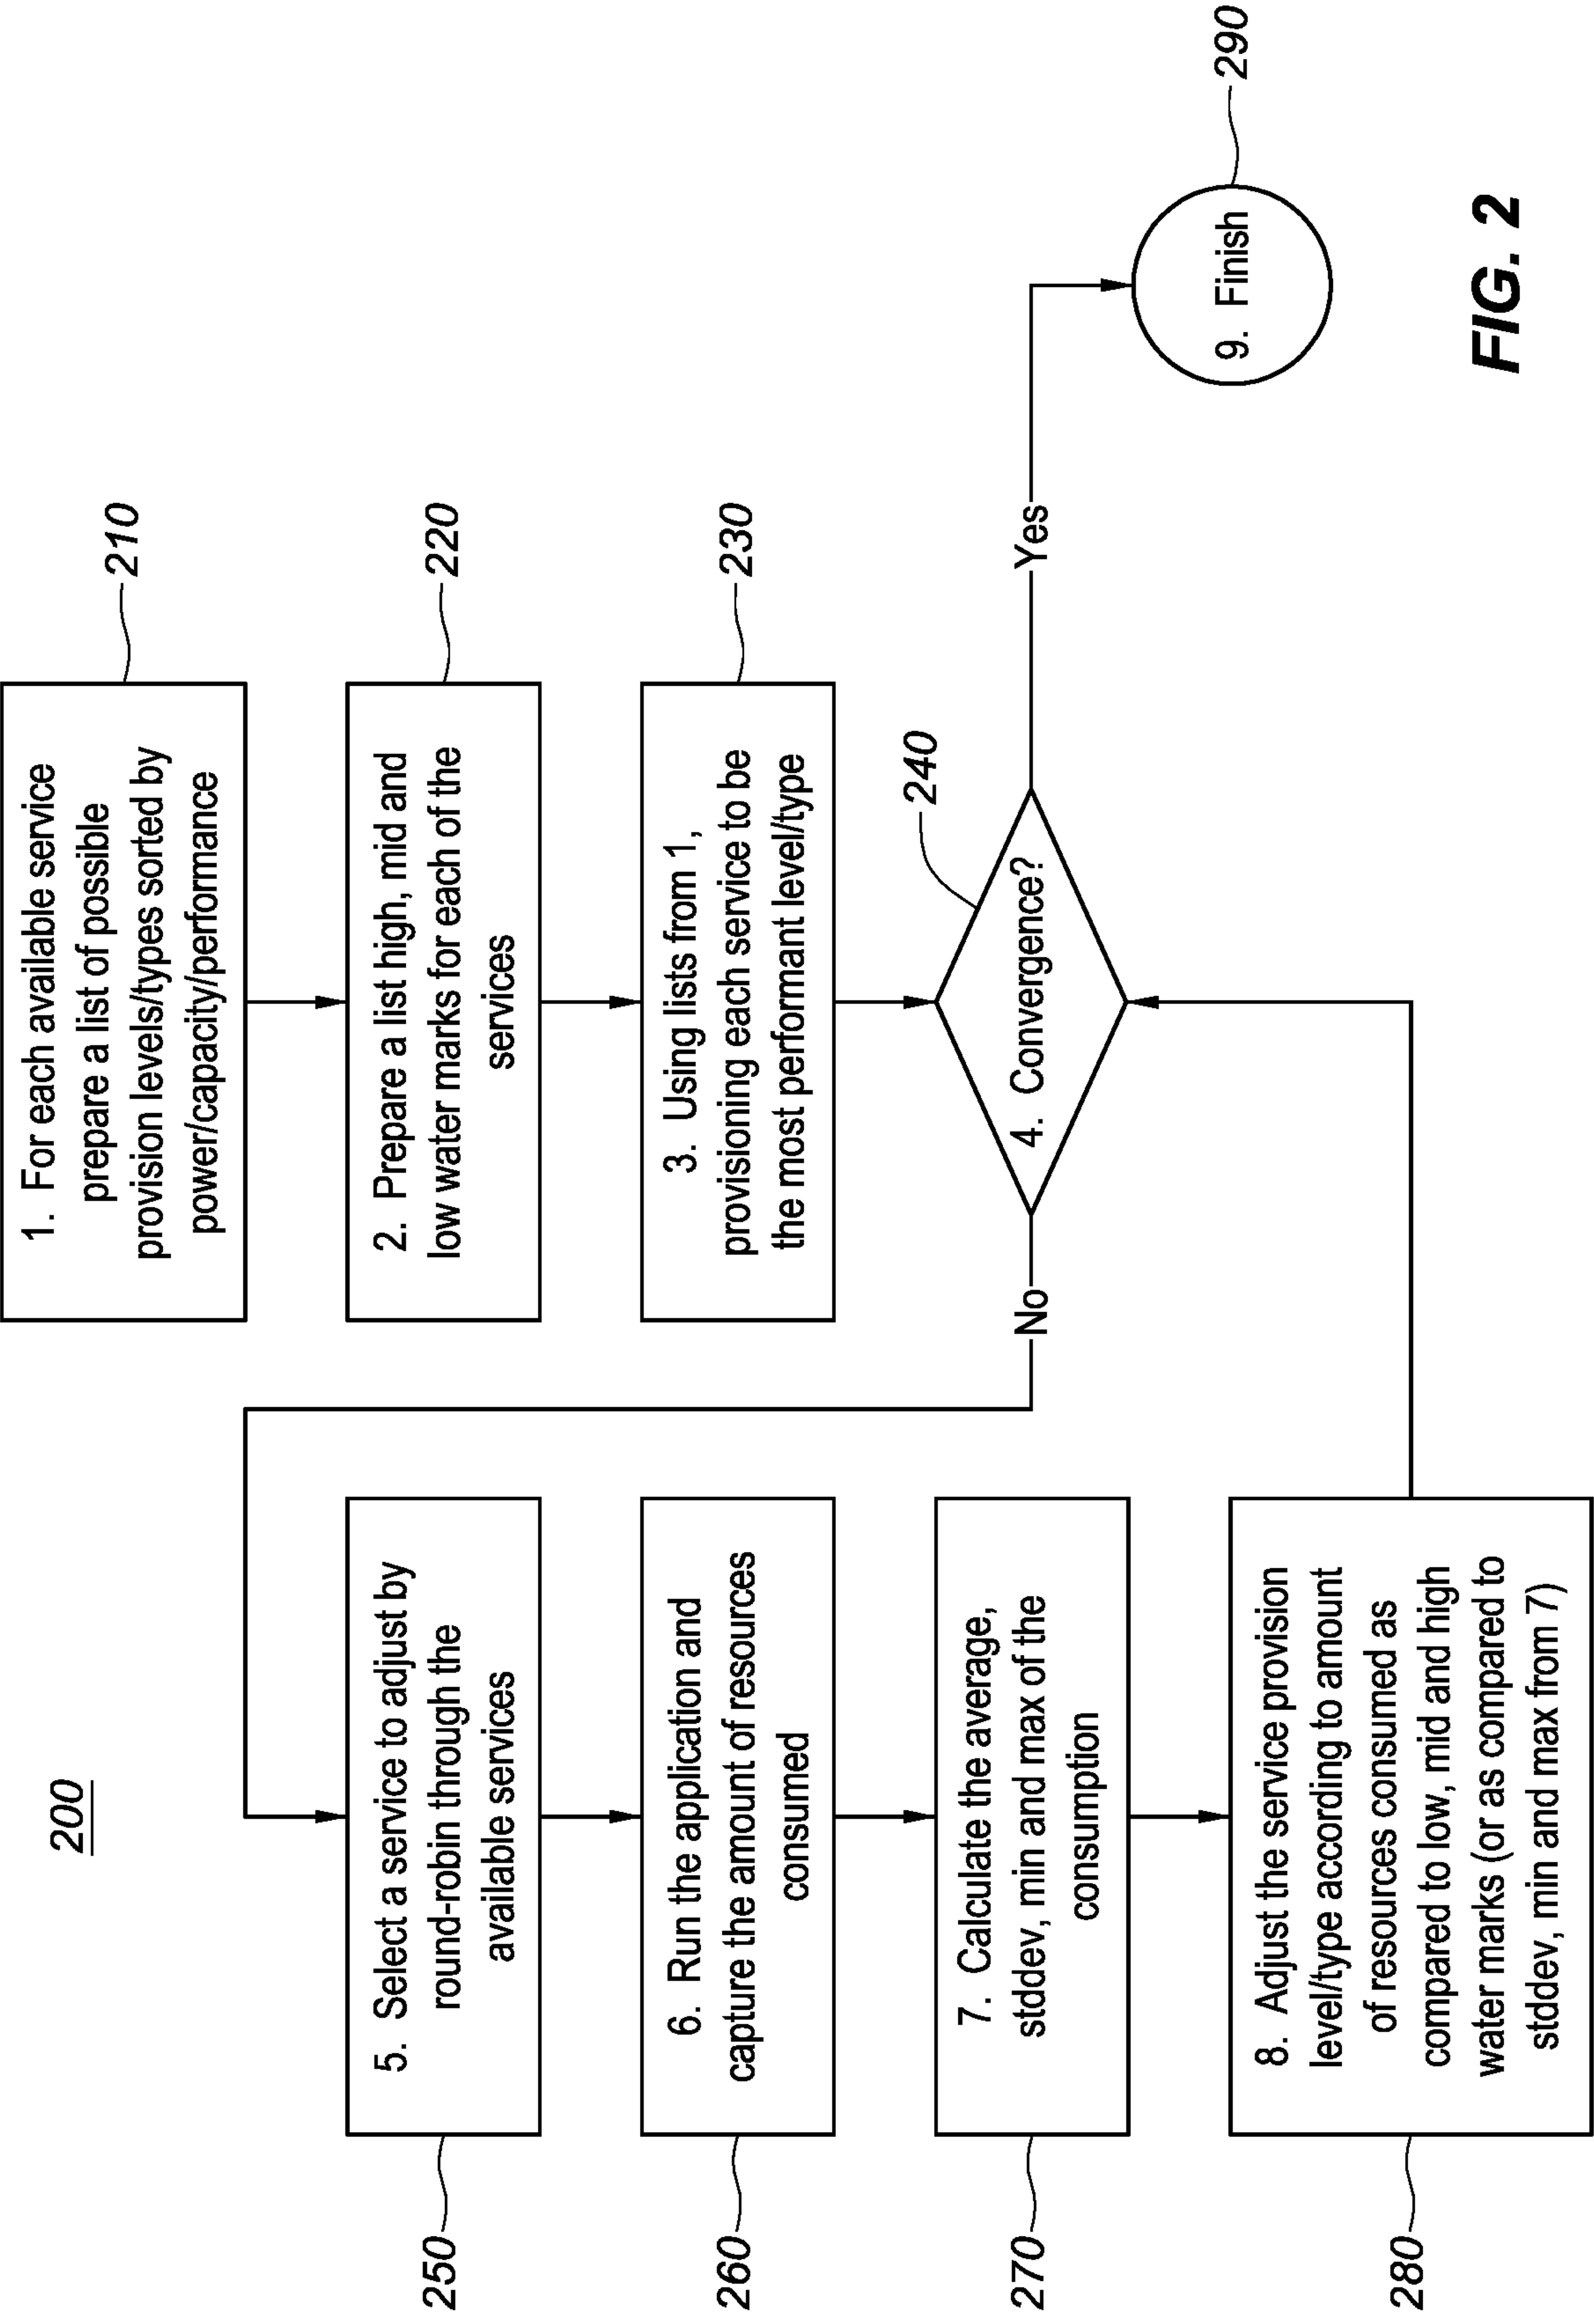 200
1. For each available service
prepare a list of possible
provision levels/types sorted by
power/capacity/performance
210
2. Prepare a list high, mid and
low water marks for each of the
services
220
3. Using lists from 1,
provisioning each service to be
the most performant level/type
230
4. Convergence?
240
No
Yes
5. Select a service to adjust by
round-robin through the
available services
250
6. Run the application and
capture the amount of resources
consumed
260
7. Calculate the average,
stddev, min and max of the
consumption
270
8. Adjust the service provision
level/type according to amount
of resources consumed as
compared to low, mid and high
water marks (or as compared to
stddev, min and max from 7)
280
9. Finish
290
FIG. 2